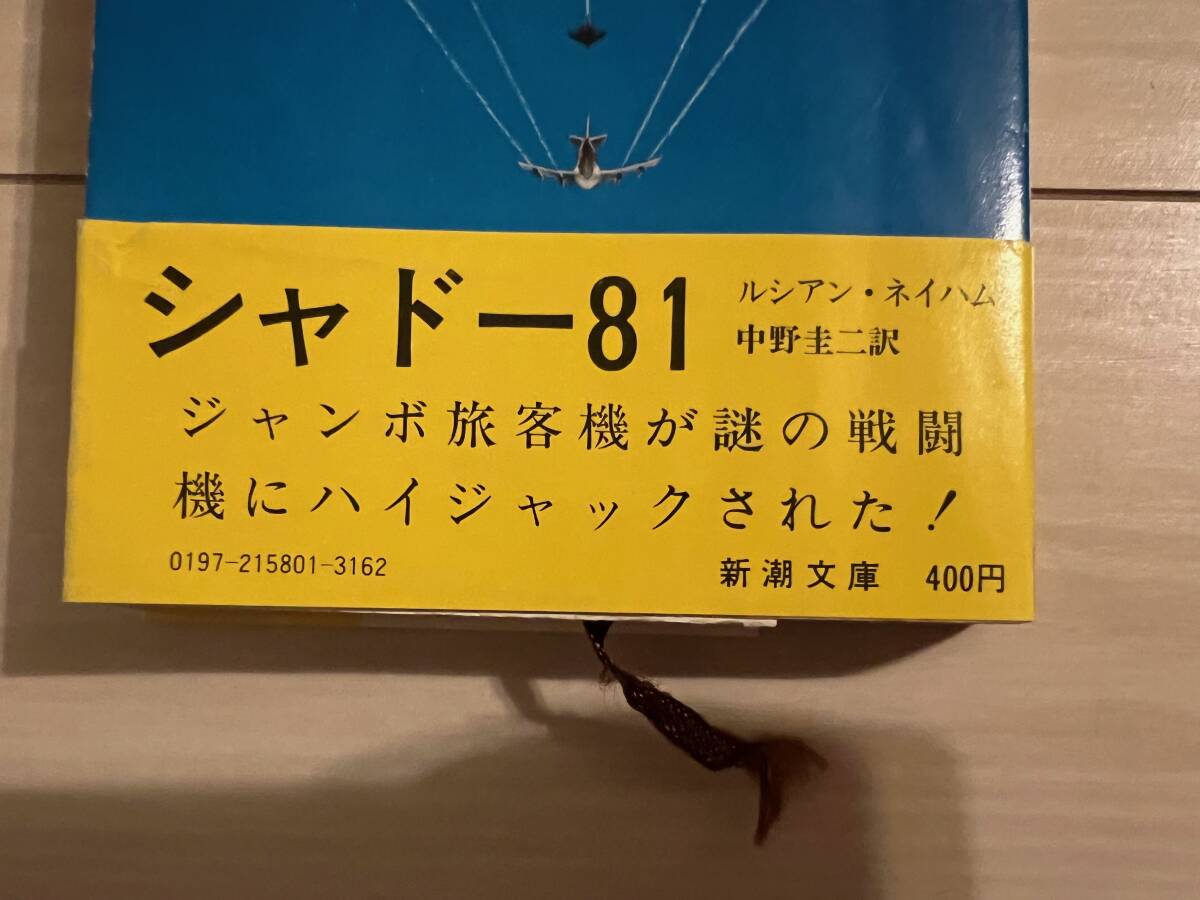 シャドー81
ルシアン・ネイハム
中野圭二訳
ジャンボ旅客機が謎の戦闘
機にハイジャックされた！
0197-215801-3162
新潮文庫 400円